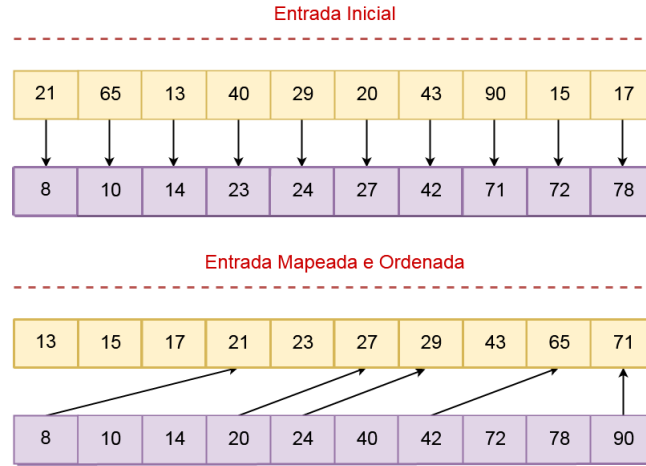 Entrada Inicial
21 65 13 40 29 20 43 90 15 17
8 10 14 23 24 27 42 71 72 78
Entrada Mapeada e Ordenada
13 15 17 21 23 27 29 43 65 71
8 10 14 20 24 40 42 72 78 90